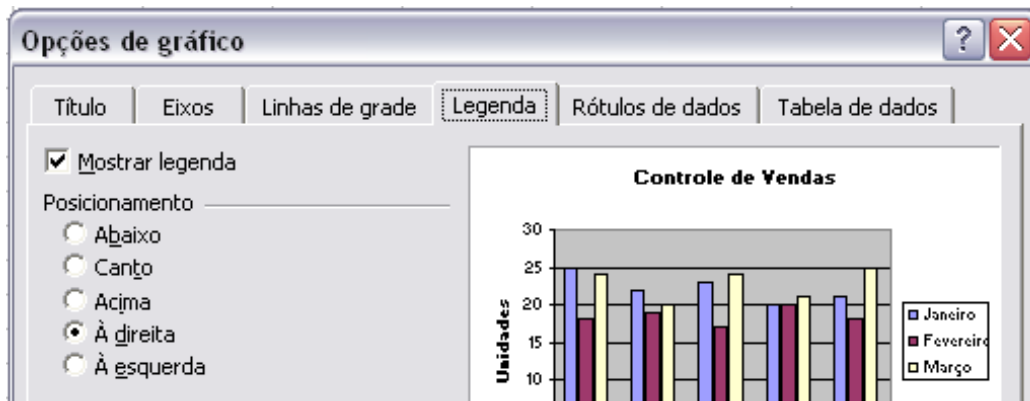 Opções de gráfico
Título Eixos Linhas de grade Legenda Rótulos de dados Tabela de dados
Mostrar legenda
Posicionamento
Abaixo
Canto
Acima
À direita
À esquerda
Controle de Vendas
30
25
20
15
10
Unidades
Janeiro
Fevereiro
Março